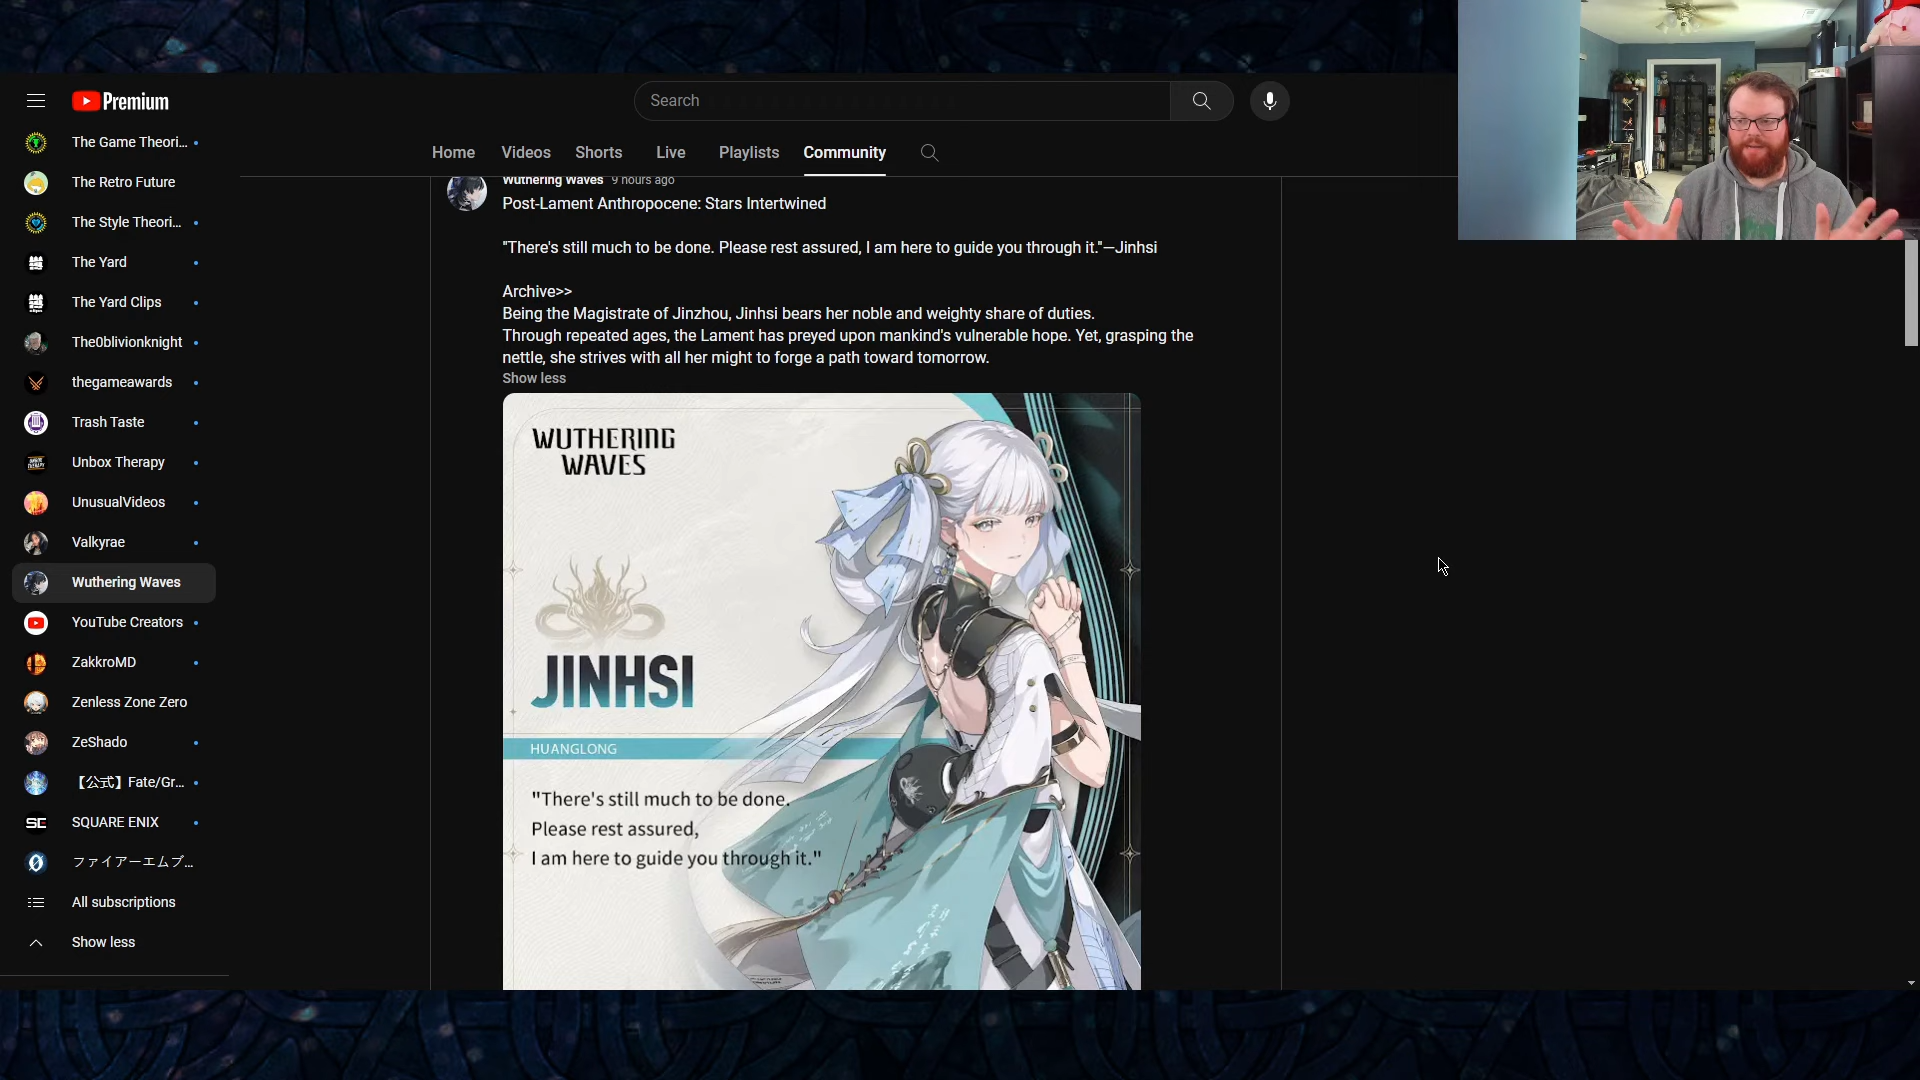 Premium
Search
The Game Theori...
The Retro Future
The Style Theori...
The Yard
The Yard Clips
The0blivionknight
thegameawards
Trash Taste
Unbox Therapy
UnusualVideos
Valkyrae
Wuthering Waves
YouTube Creators
ZakkroMD
Zenless Zone Zero
ZeShado
【公式】Fate/Gr...
SQUARE ENIX
ファイアーエムブ...
All subscriptions
Show less
Home Videos Shorts Live Playlists Community
Wuthering Waves 9 hours ago
Post-Lament Anthropocene: Stars Intertwined
"There's still much to be done. Please rest assured, I am here to guide you through it."—Jinhsi
Archive>>
Being the Magistrate of Jinzhou, Jinhsi bears her noble and weighty share of duties.
Through repeated ages, the Lament has preyed upon mankind's vulnerable hope. Yet, grasping the
nettle, she strives with all her might to forge a path toward tomorrow.
Show less
WUTHERING
WAVES
JINHSI
HUANGLONG
"There's still much to be done.
Please rest assured,
I am here to guide you through it."